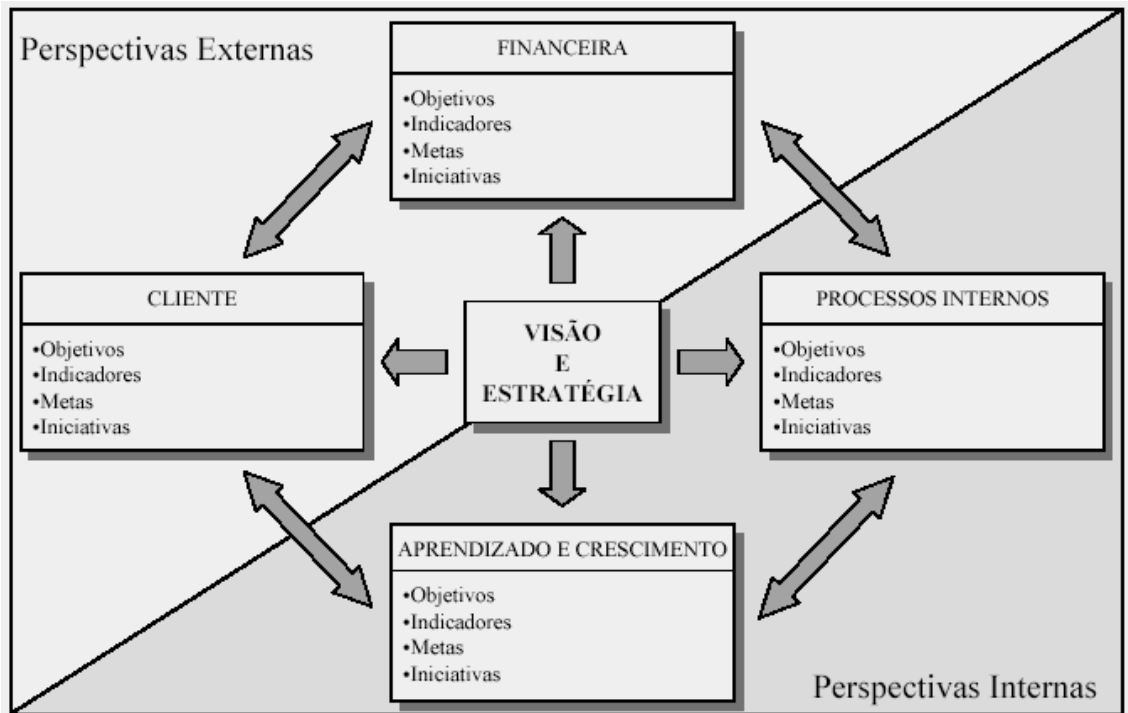 Perspectivas Externas
FINANCEIRA
•Objetivos
•Indicadores
•Metas
•Iniciativas
CLIENTE
•Objetivos
•Indicadores
•Metas
•Iniciativas
VISÃO
E
ESTRATÉGIA
PROCESSOS INTERNOS
•Objetivos
•Indicadores
•Metas
•Iniciativas
APRENDIZADO E CRESCIMENTO
•Objetivos
•Indicadores
•Metas
•Iniciativas
Perspectivas Internas